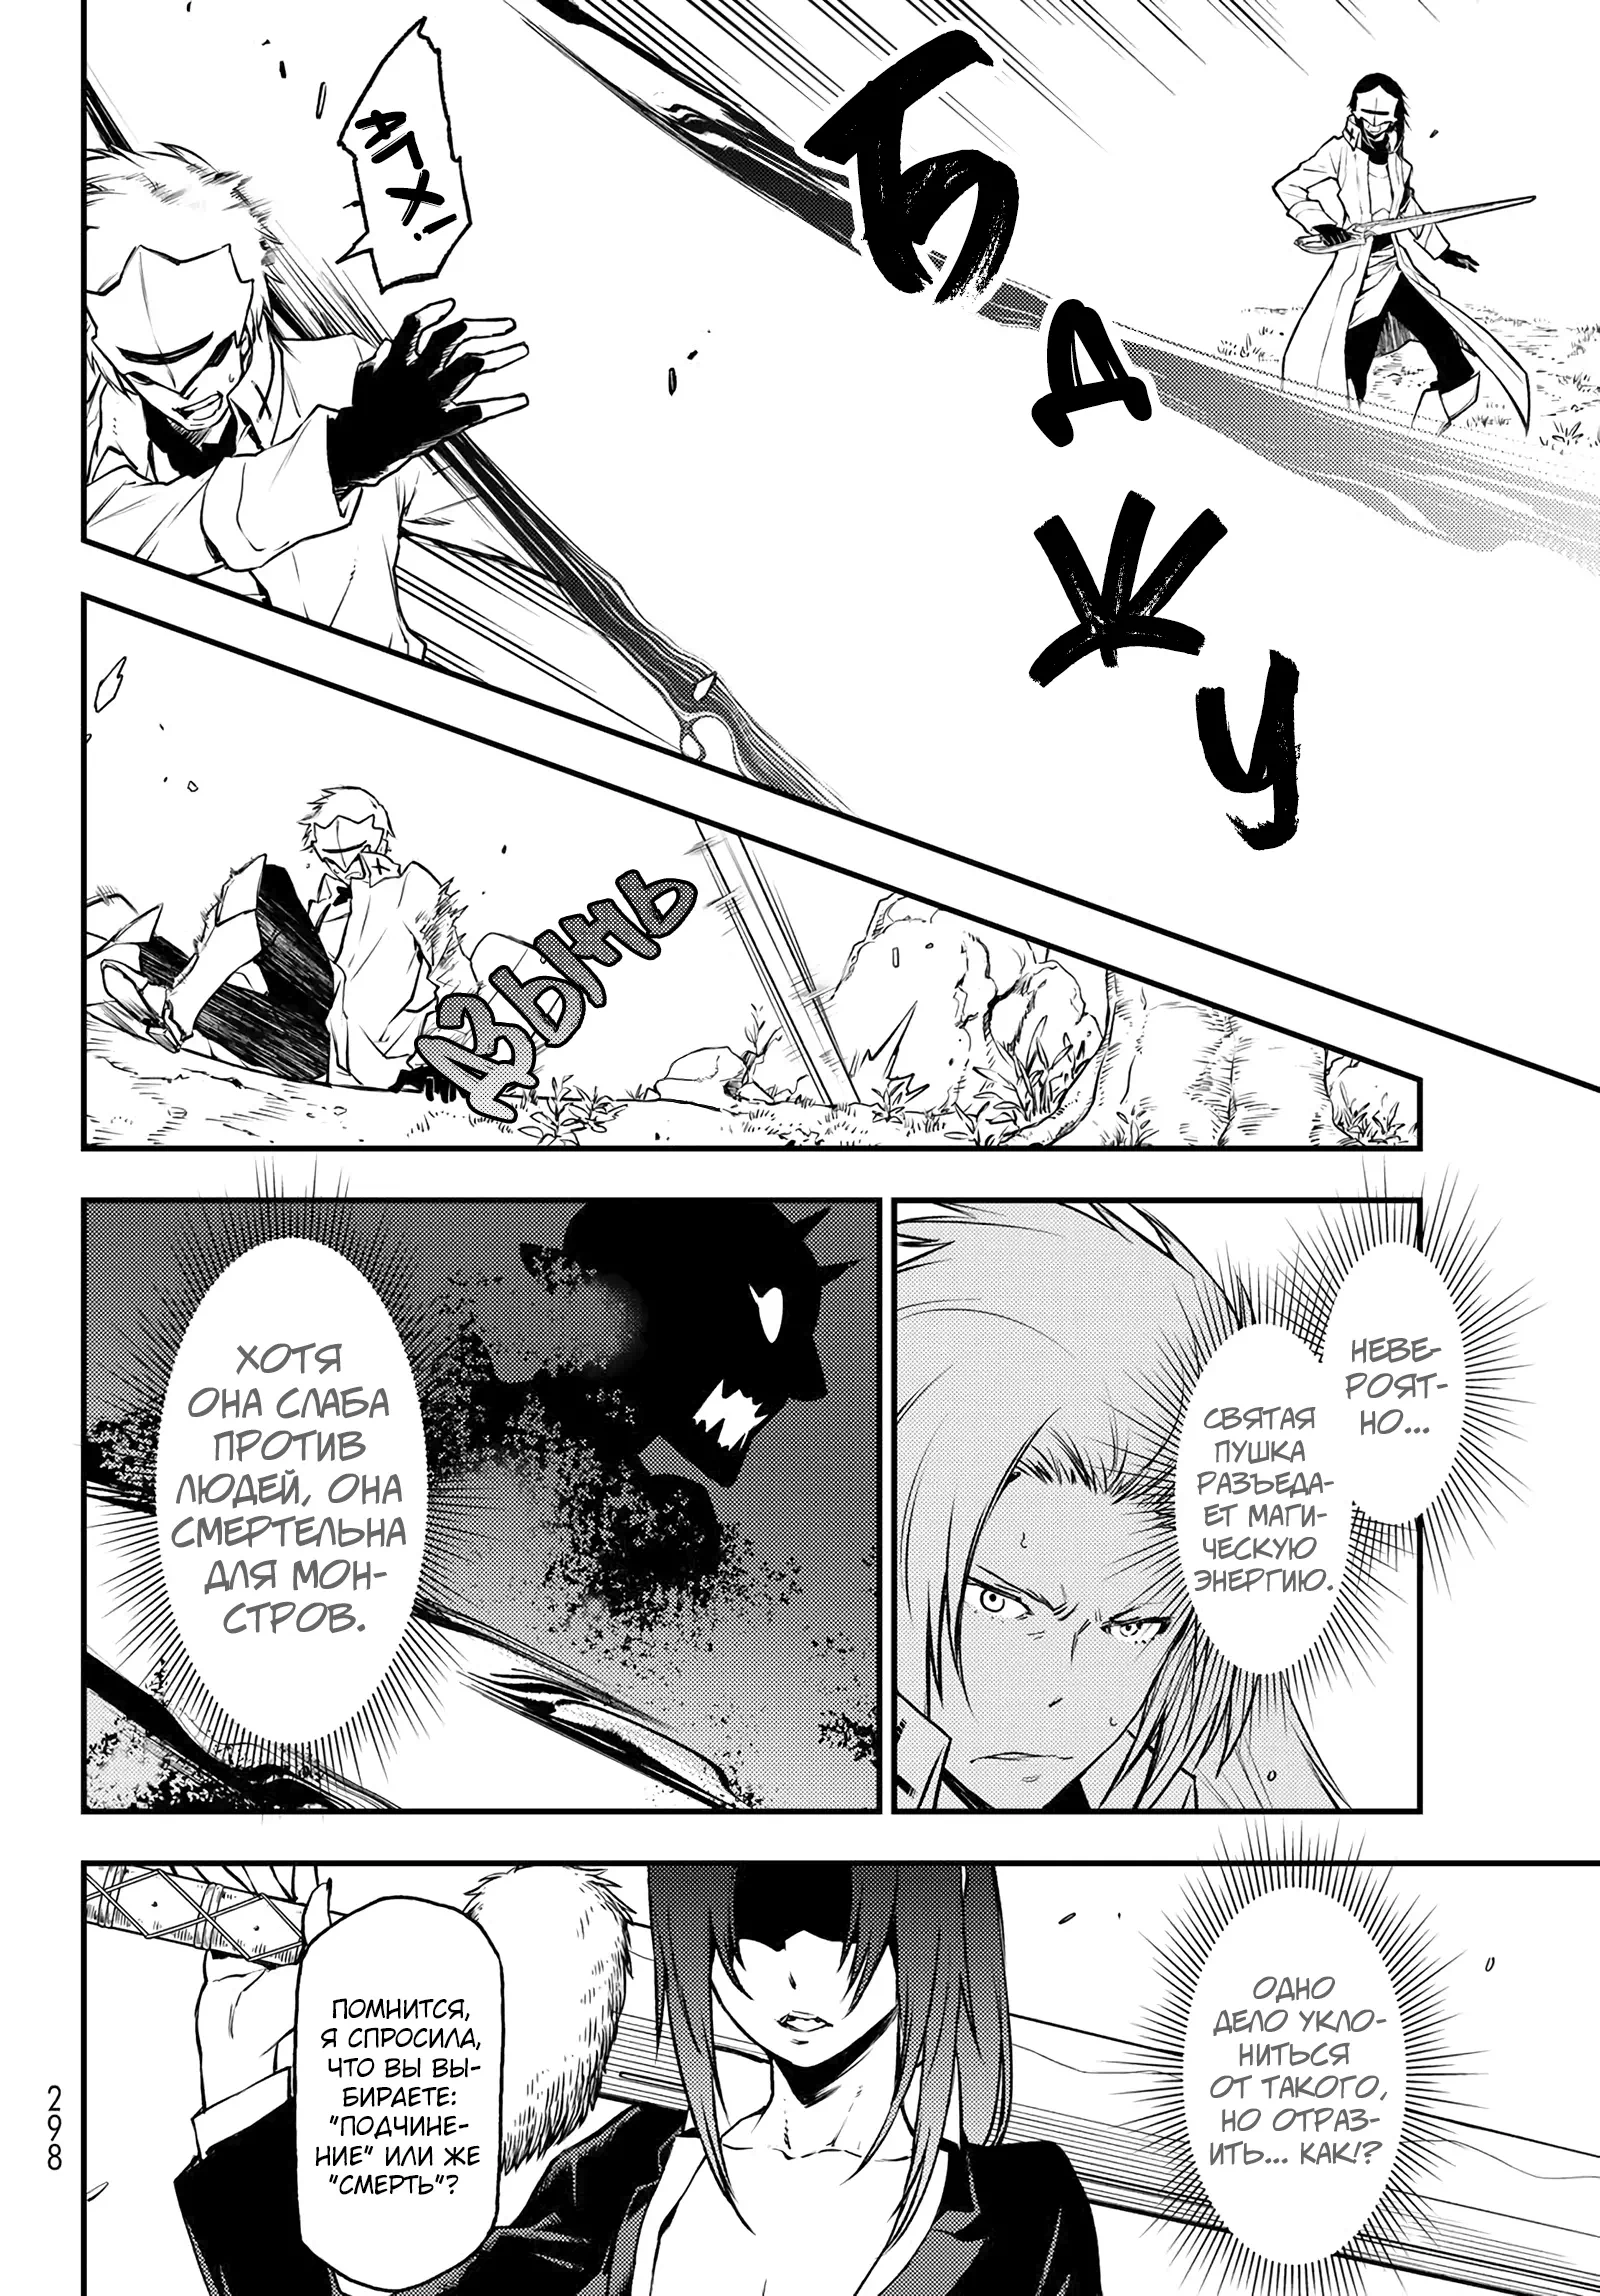 Б
Д
Ж
У
АГХ!
ДЗЫНЬ
НЕВЕ-
РОЯТ-
НО...
СВЯТАЯ
ПУШКА
РАЗЪЕДА-
ЕТ МАГИ-
ЧЕСКУЮ
ЭНЕРГИЮ.
ХОТЯ
ОНА СЛАБА
ПРОТИВ
ЛЮДЕЙ, ОНА
СМЕРТЕЛЬНА
ДЛЯ МОН-
СТРОВ.
ОДНО
ДЕЛО УКЛО-
НИТЬСЯ
ОТ ТАКОГО,
НО ОТРАЗ-
ИТЬ... КАК!?
ПОМНИТСЯ,
Я СПРОСИЛА,
ЧТО ВЫ ВЫ-
БИРАЕТЕ:
"ПОДЧИНЕ-
НИЕ" ИЛИ ЖЕ
"СМЕРТЬ"?
298